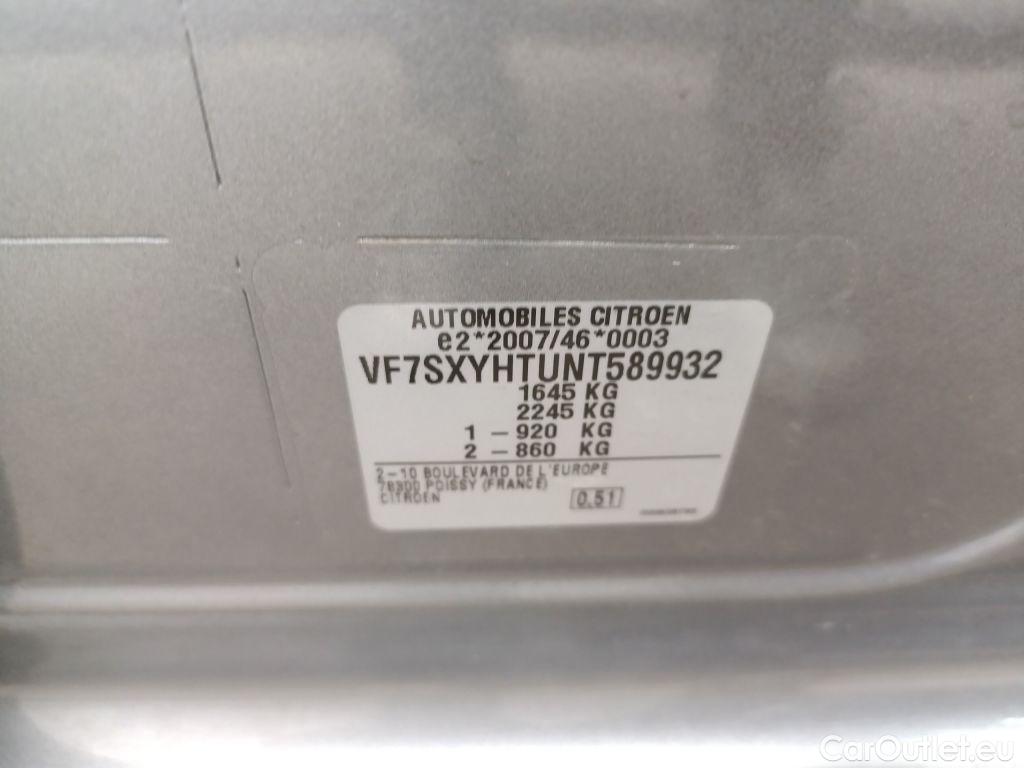 AUTOMOBILES CITROEN
e2*2007/46*0003
VF7SXYHTUNT589932
1645 KG
2245 KG
1 - 920 KG
2 - 860 KG
2-10 BOULEVARD DE L'EUROPE
78300 POISSY (FRANCE)
CITROEN
0.51
CarOutlet.eu